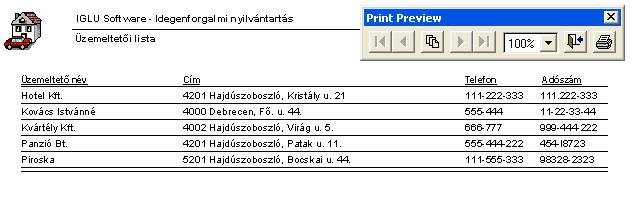 IGLU Software - Idegenforgalmi nyilvántartás
Üzemeltetői lista
Print Preview
100%
Üzemeltető név Cím Telefon Adószám
Hotel Kft. 4201 Hajdúszoboszló, Kristály u. 21 111-222-333 111.222-333
Kovács Istvánné 4000 Debrecen, Fő. u. 44. 555-444 11-22-33-44
Kvártély Kft. 4002 Hajdúszoboszló, Virág u. 5. 666-777 999-444-222
Panzió Bt. 4201 Hajdúszoboszló, Patak u. 11. 555-444-222 454-l8723
Piroska 5201 Hajdúszoboszló, Bocskai u. 44. 111-555-333 98328-2323